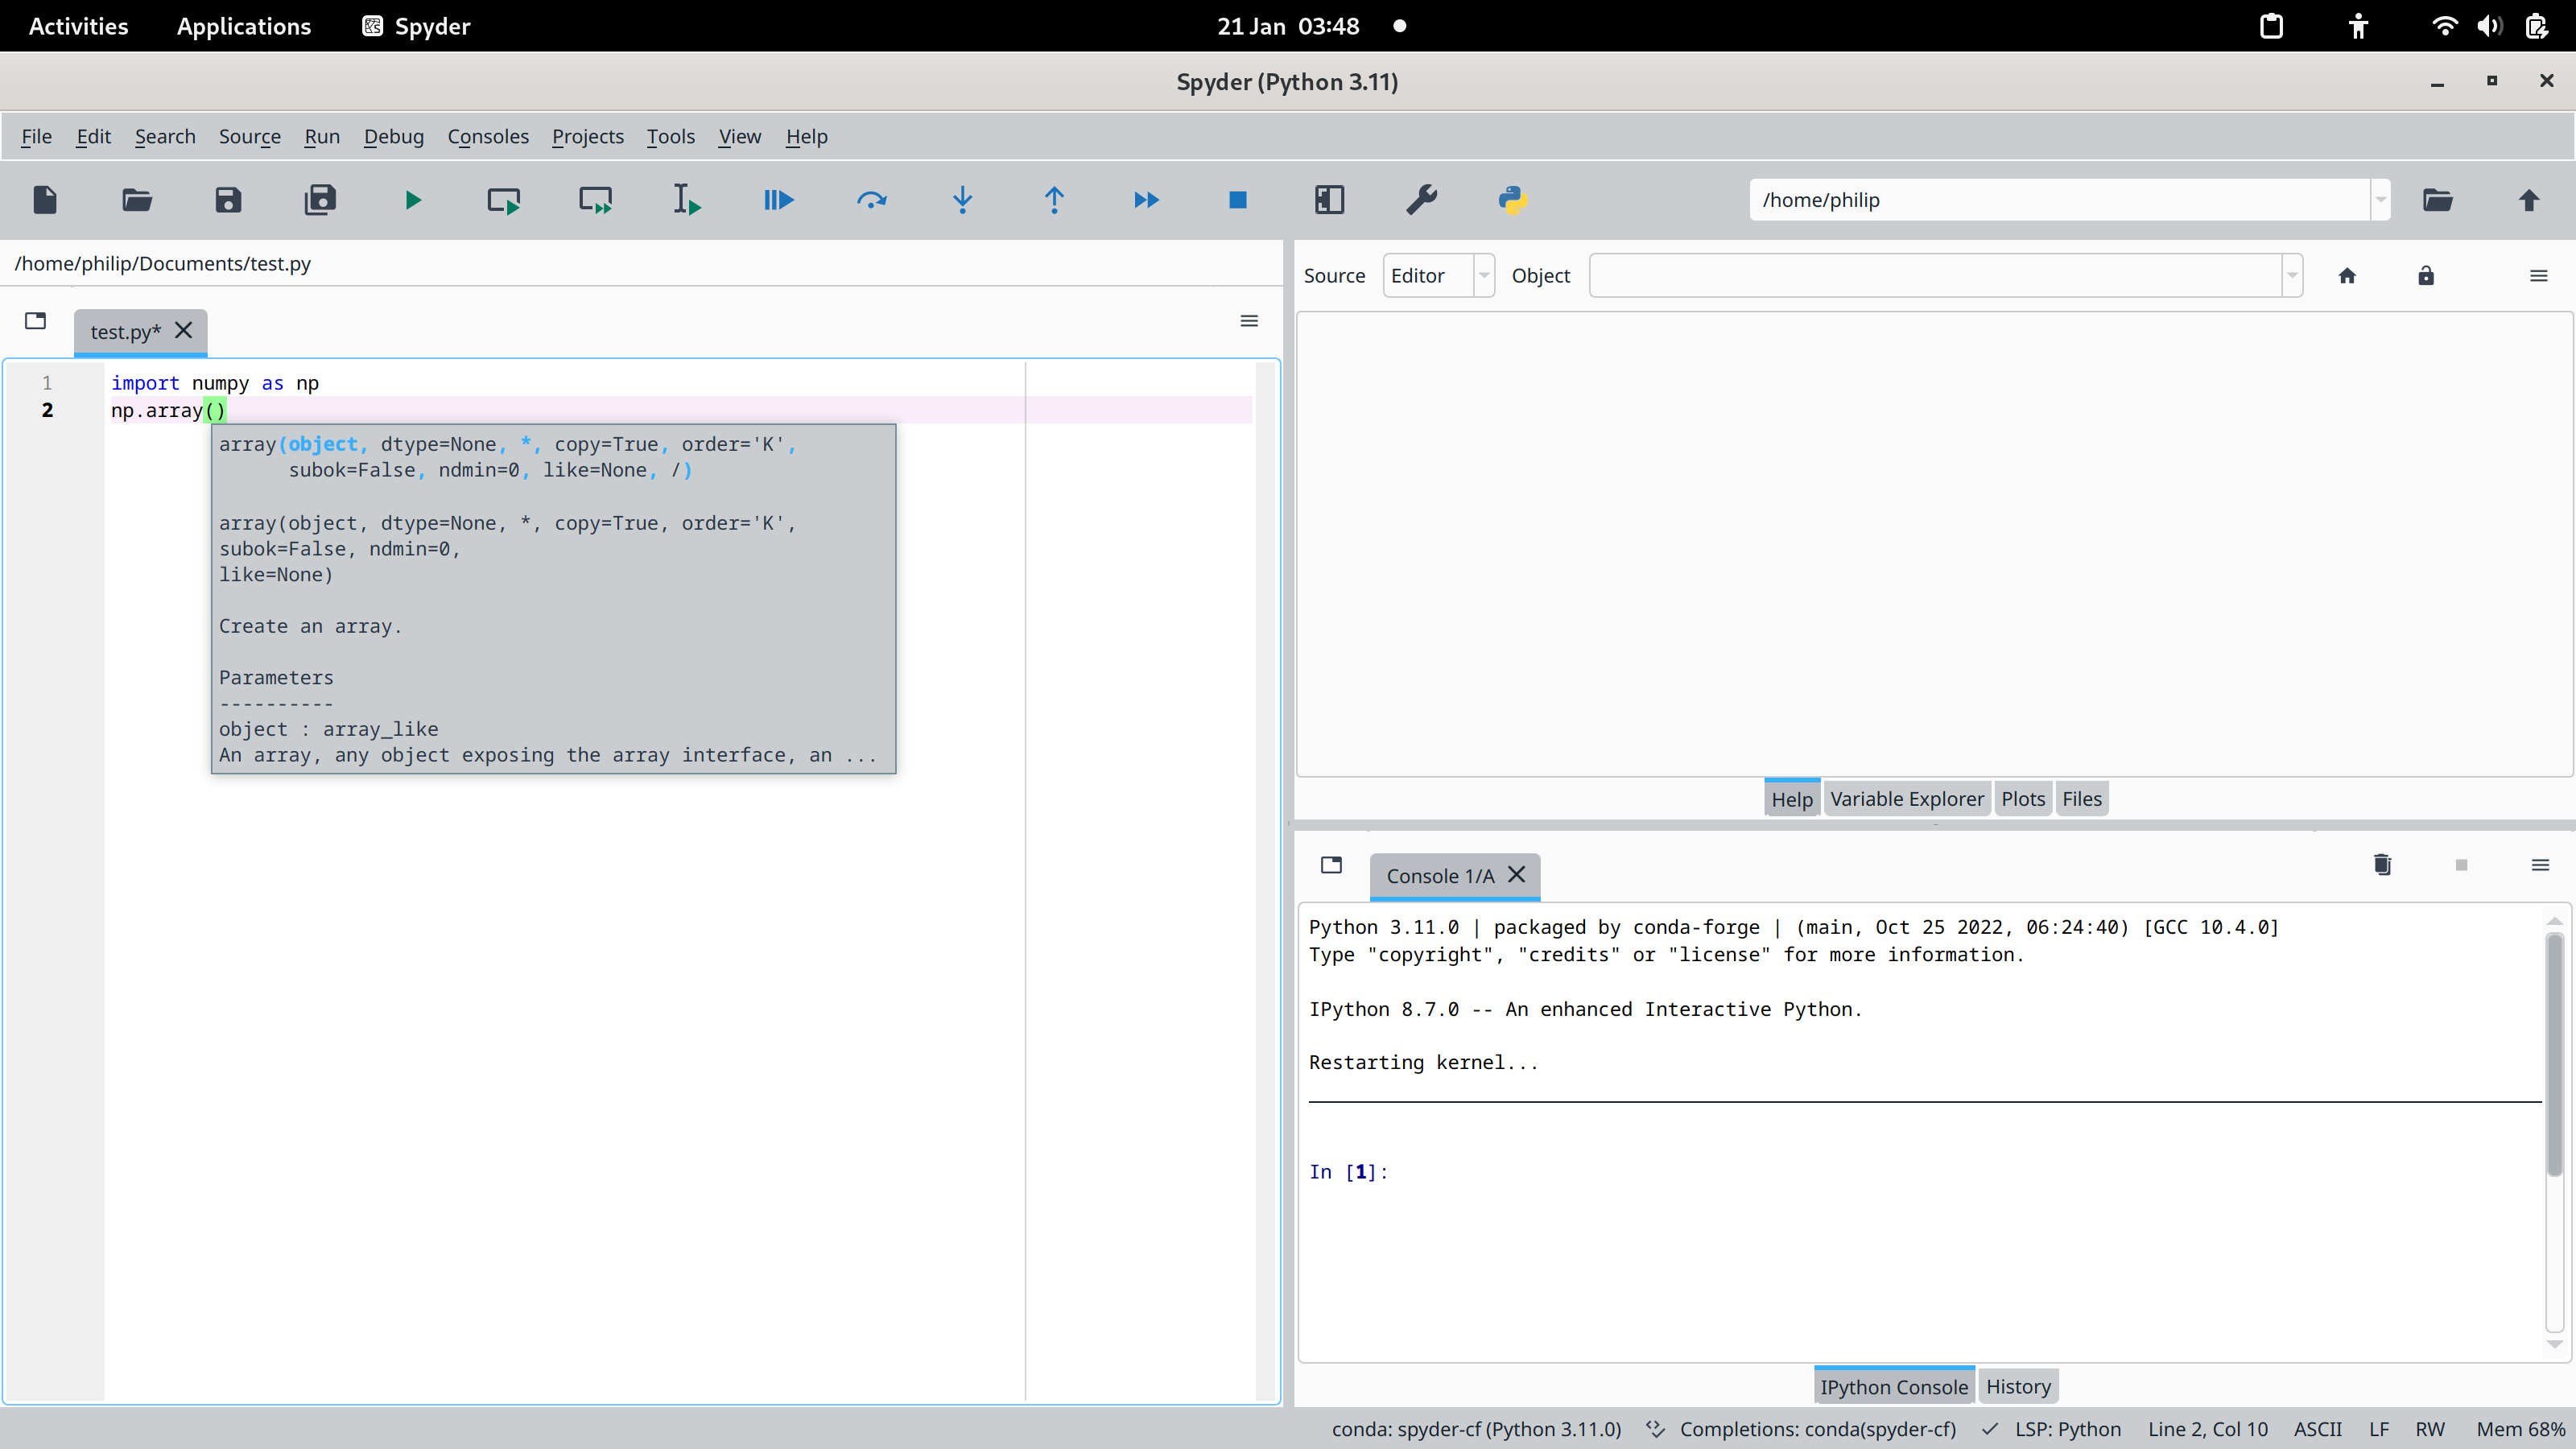 Activities Applications Spyder 21 Jan 03:48
Spyder (Python 3.11)
File Edit Search Source Run Debug Consoles Projects Tools View Help
/home/philip
/home/philip/Documents/test.py
test.py*
1 import numpy as np
2 np.array()
array(object, dtype=None, *, copy=True, order='K',
subok=False, ndmin=0, like=None, /)
array(object, dtype=None, *, copy=True, order='K',
subok=False, ndmin=0,
like=None)
Create an array.
Parameters
----------
object : array_like
An array, any object exposing the array interface, an ...
Source Editor Object
Help Variable Explorer Plots Files
Console 1/A
Python 3.11.0 | packaged by conda-forge | (main, Oct 25 2022, 06:24:40) [GCC 10.4.0]
Type "copyright", "credits" or "license" for more information.
IPython 8.7.0 -- An enhanced Interactive Python.
Restarting kernel...
In [1]:
IPython Console History
conda: spyder-cf (Python 3.11.0) Completions: conda(spyder-cf) LSP: Python Line 2, Col 10 ASCII LF RW Mem 68%